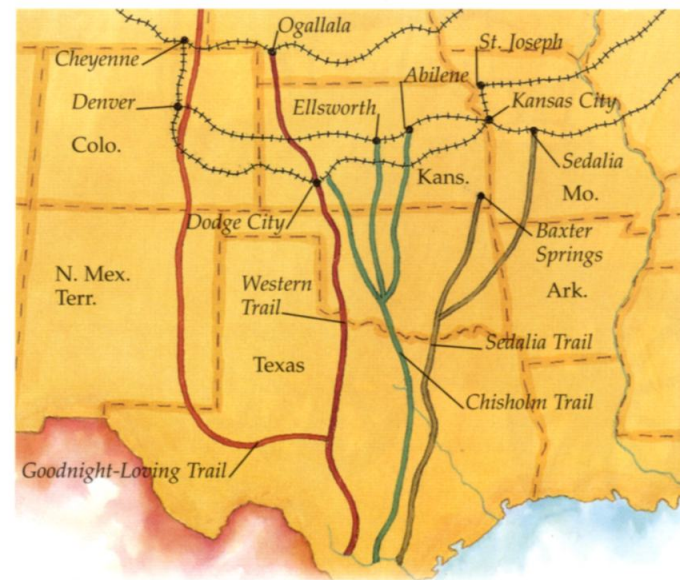 Ogallala
St. Joseph
Cheyenne
Abilene
Denver
Ellsworth
Kansas City
Colo.
Sedalia
Kans.
Mo.
Dodge City
Baxter
Springs
N. Mex.
Terr.
Western
Trail
Ark.
Sedalia Trail
Texas
Chisholm Trail
Goodnight-Loving Trail